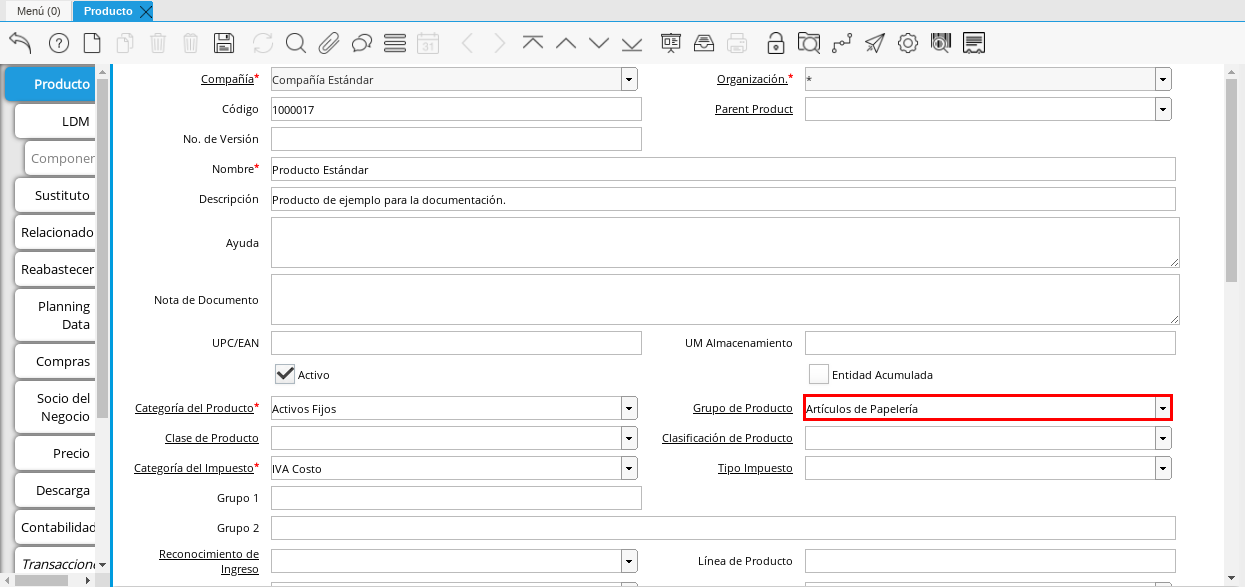 Menú (0)
Producto
31
Producto
LDM
Componen
Sustituto
Relacionado
Reabastecer
Planning
Data
Compras
Socio del
Negocio
Precio
Descarga
Contabilidad
Transaccione
Compañía* Compañía Estándar Organización.* *
Código 1000017 Parent Product
No. de Versión
Nombre* Producto Estándar
Descripción Producto de ejemplo para la documentación.
Ayuda
Nota de Documento
UPC/EAN UM Almacenamiento
Activo Entidad Acumulada
Categoría del Producto* Activos Fijos Grupo de Producto Artículos de Papelería
Clase de Producto Clasificación de Producto
Categoría del Impuesto* IVA Costo Tipo Impuesto
Grupo 1
Grupo 2
Reconocimiento de
Ingreso Línea de Producto